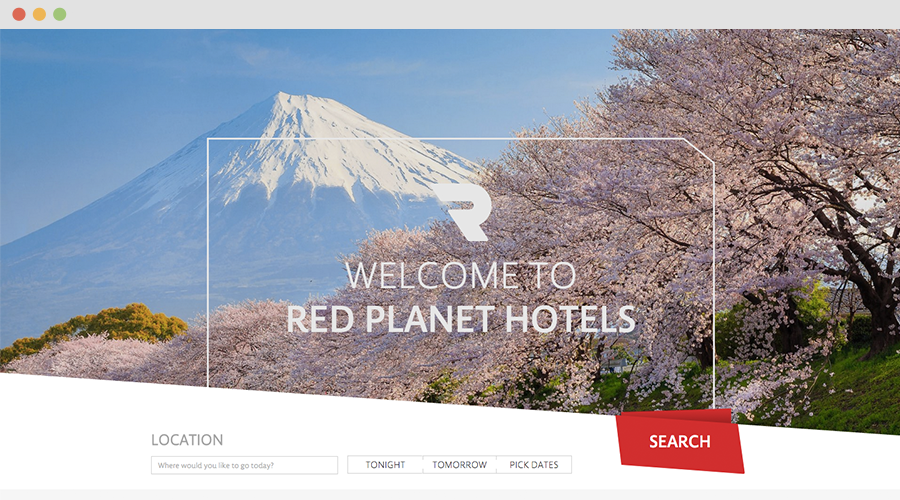 WELCOME TO
RED PLANET HOTELS
LOCATION
Where would you like to go today?
TONIGHT
TOMORROW
PICK DATES
SEARCH